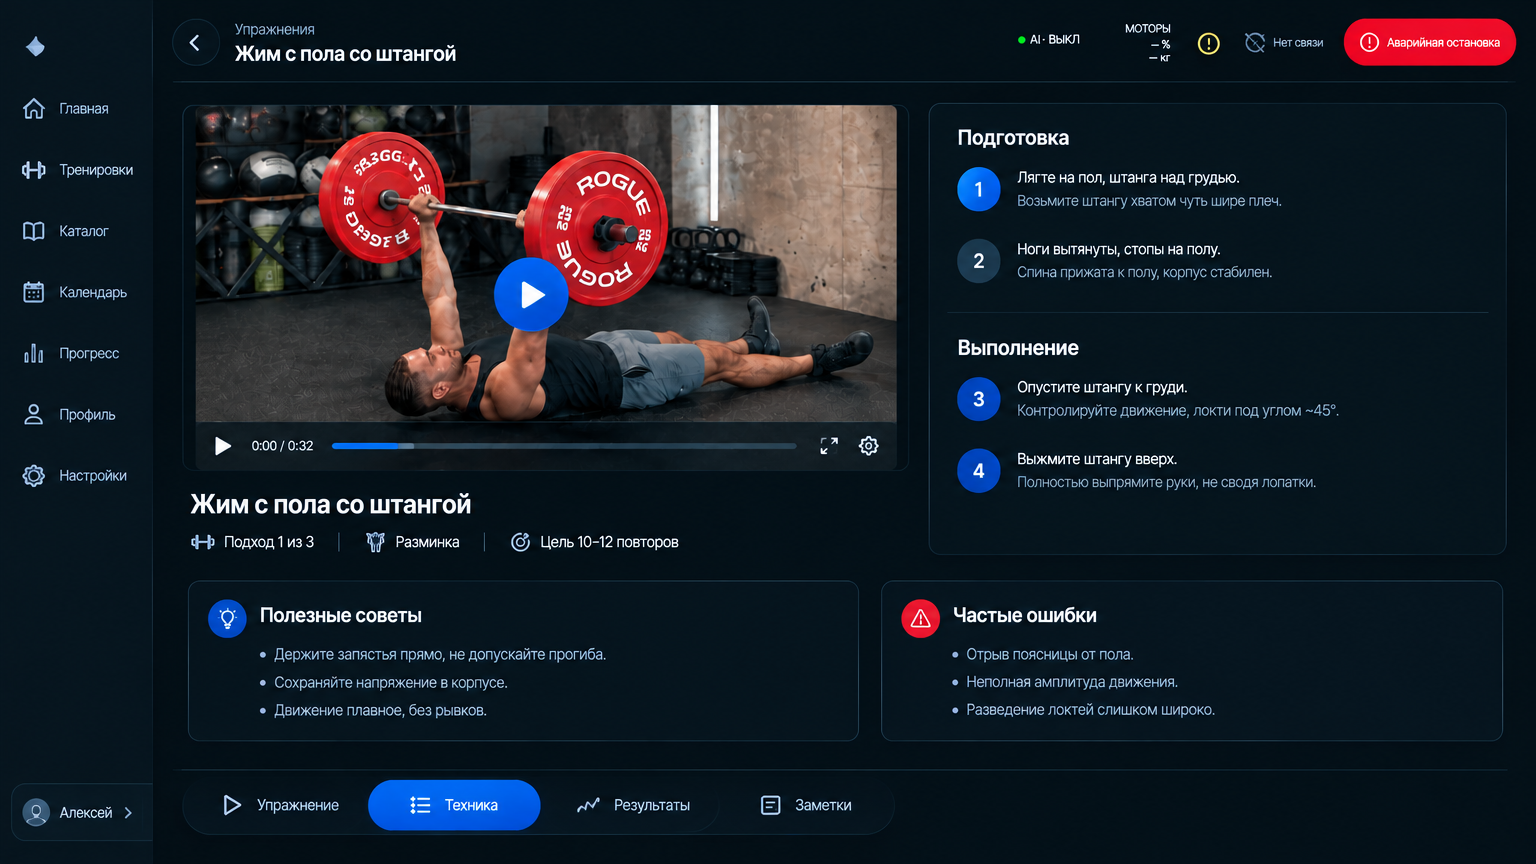 Упражнения
Жим с пола со штангой
AI · ВЫКЛ
МОТОРЫ
— %
— кг
Нет связи
Аварийная остановка
Главная
Тренировки
Каталог
Календарь
Прогресс
Профиль
Настройки
Алексей
ROGUE
ROGUE
25
KG
0:00 / 0:32
Жим с пола со штангой
Подход 1 из 3
Разминка
Цель 10–12 повторов
Подготовка
1
Лягте на пол, штанга над грудью.
Возьмите штангу хватом чуть шире плеч.
2
Ноги вытянуты, стопы на полу.
Спина прижата к полу, корпус стабилен.
Выполнение
3
Опустите штангу к груди.
Контролируйте движение, локти под углом ~45°.
4
Выжмите штангу вверх.
Полностью выпрямите руки, не сводя лопатки.
Полезные советы
• Держите запястья прямо, не допускайте прогиба.
• Сохраняйте напряжение в корпусе.
• Движение плавное, без рывков.
Частые ошибки
• Отрыв поясницы от пола.
• Неполная амплитуда движения.
• Разведение локтей слишком широко.
Упражнение
Техника
Результаты
Заметки